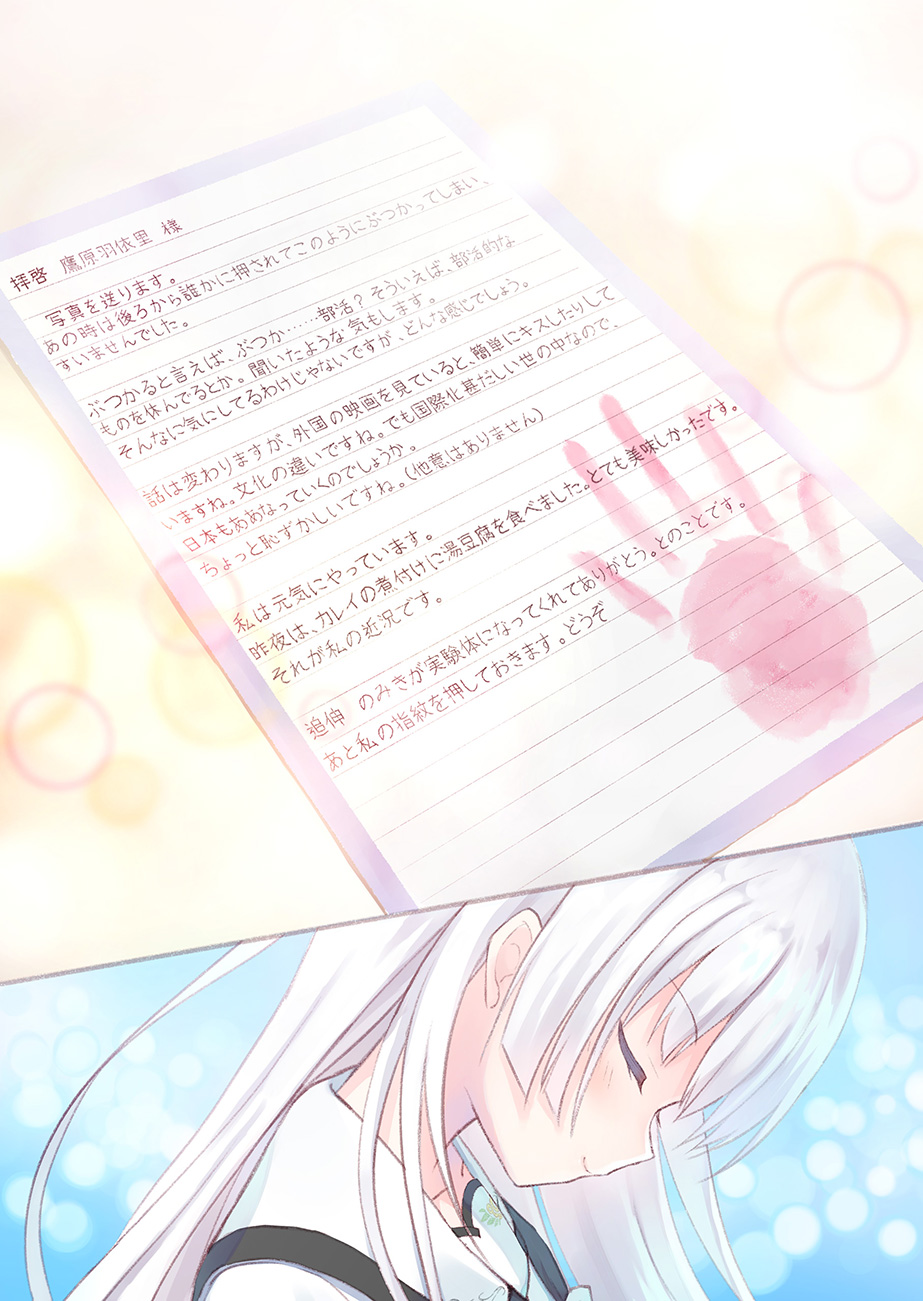 拝啓 鷹原羽依里 様
写真を送ります。
あの時は後ろから誰かに押されてこのようにぶつかってしまい、
すいませんでした。
ぶつかると言えば、ぶつか……部活?そういえば、部活的な
ものを休んでるとか。聞いたような気もします。
そんなに気にしてるわけじゃないですが、どんな感じでしょう。
話は変わりますが、外国の映画を見ていると、簡単にキスしたりして
いますね。文化の違いですね。でも国際化甚だしい世の中なので、
日本もああなっていくのでしょうか。
ちょっと恥ずかしいですね。(他意はありません)
私は元気にやっています。
昨夜は、カレイの煮付けに湯豆腐を食べました。とても美味しかったです。
それが私の近況です。
追伸 のみきが実験体になってくれてありがとう。とのことです。
あと私の指紋を押しておきます。どうぞ